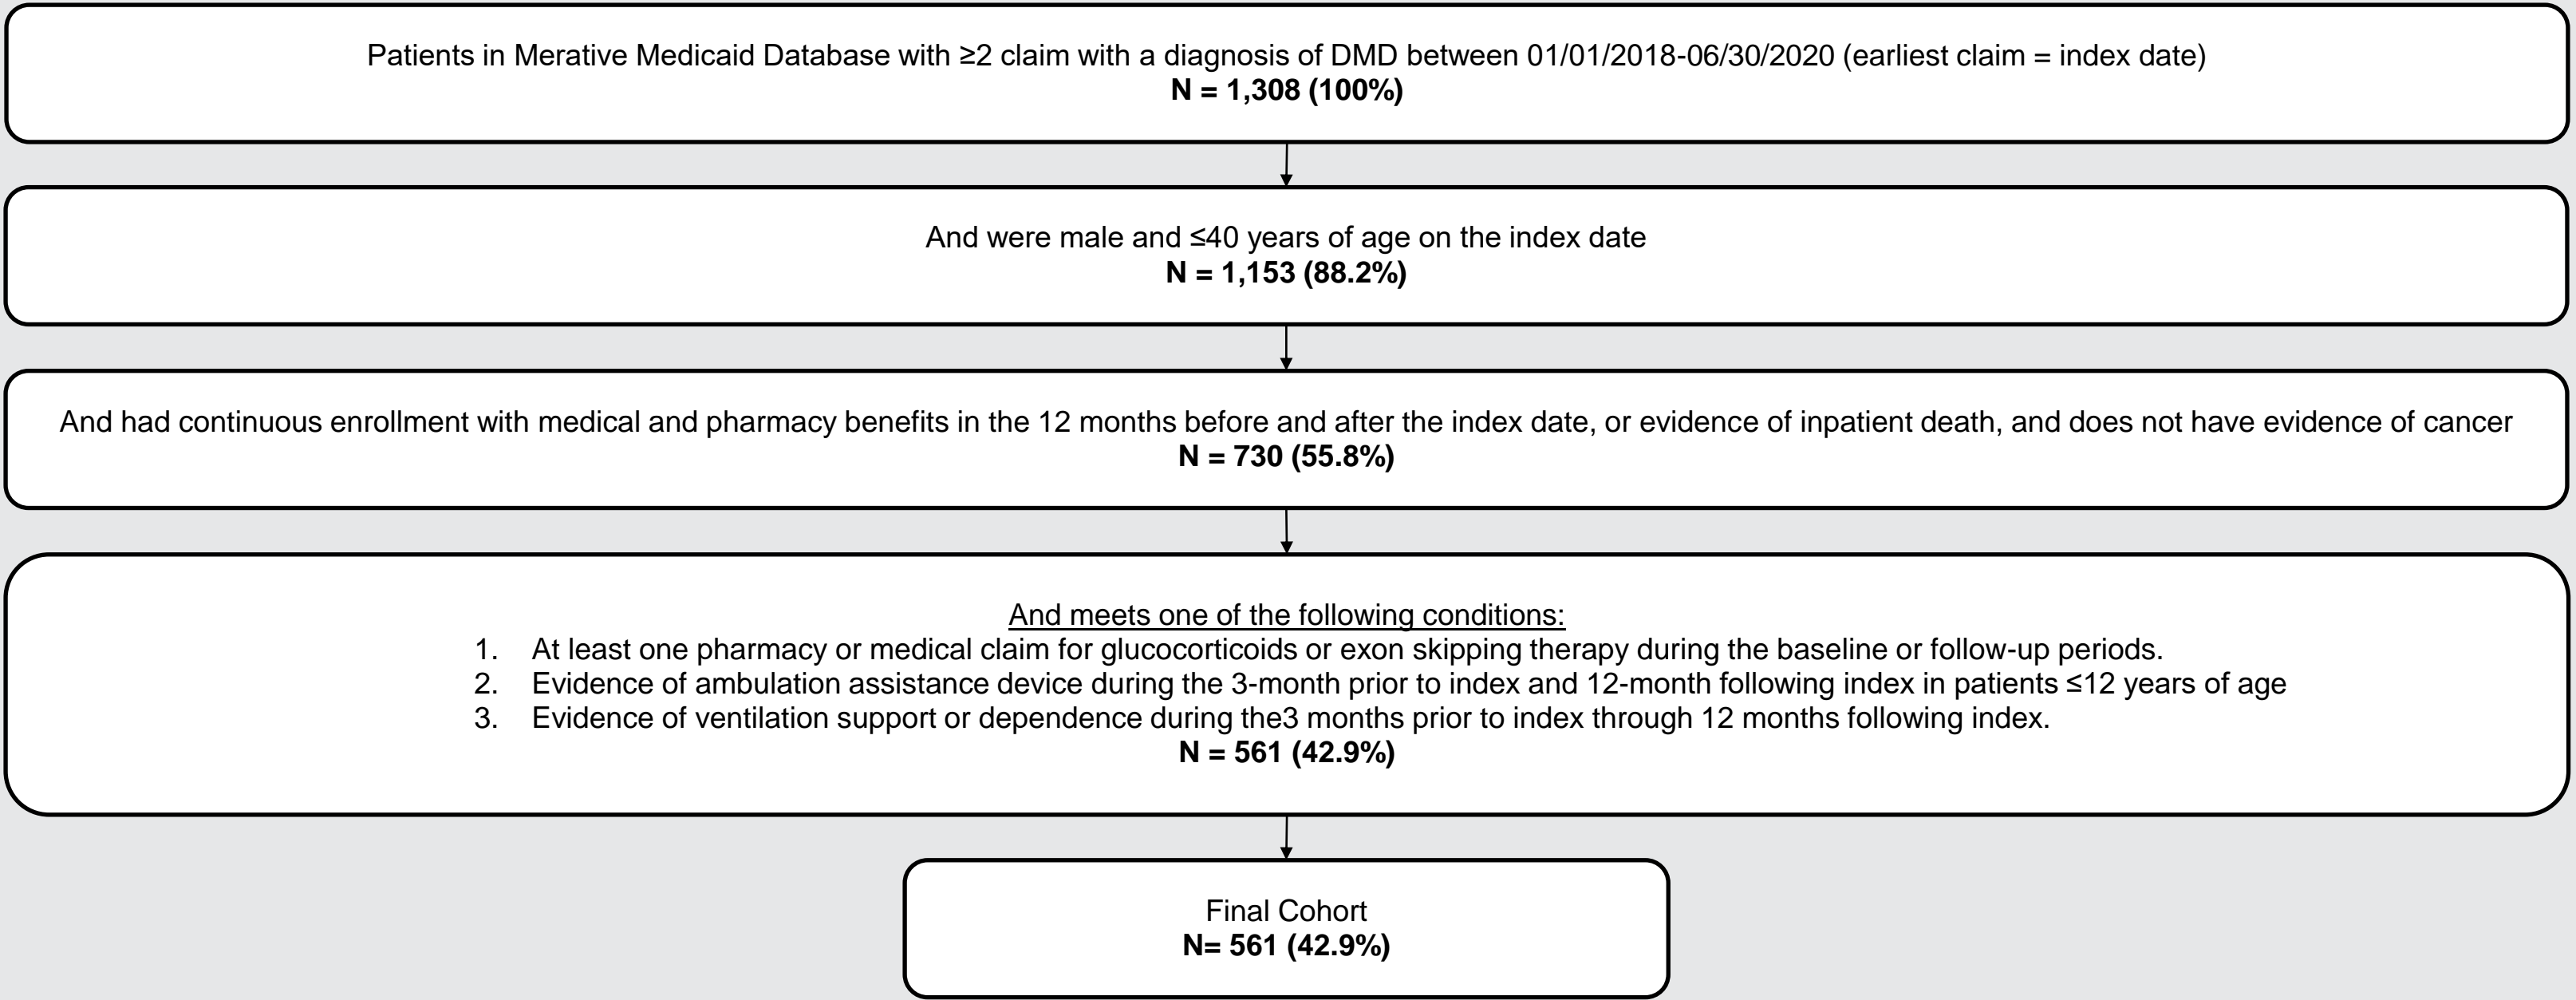 Patients in Merative Medicaid Database with ≥2 claim with a diagnosis of DMD between 01/01/2018-06/30/2020 (earliest claim = index date)
N = 1,308 (100%)
And were male and ≤40 years of age on the index date
N = 1,153 (88.2%)
And had continuous enrollment with medical and pharmacy benefits in the 12 months before and after the index date, or evidence of inpatient death, and does not have evidence of cancer
N = 730 (55.8%)
And meets one of the following conditions:
1. At least one pharmacy or medical claim for glucocorticoids or exon skipping therapy during the baseline or follow-up periods.
2. Evidence of ambulation assistance device during the 3-month prior to index and 12-month following index in patients ≤12 years of age
3. Evidence of ventilation support or dependence during the3 months prior to index through 12 months following index.
N = 561 (42.9%)
Final Cohort
N= 561 (42.9%)